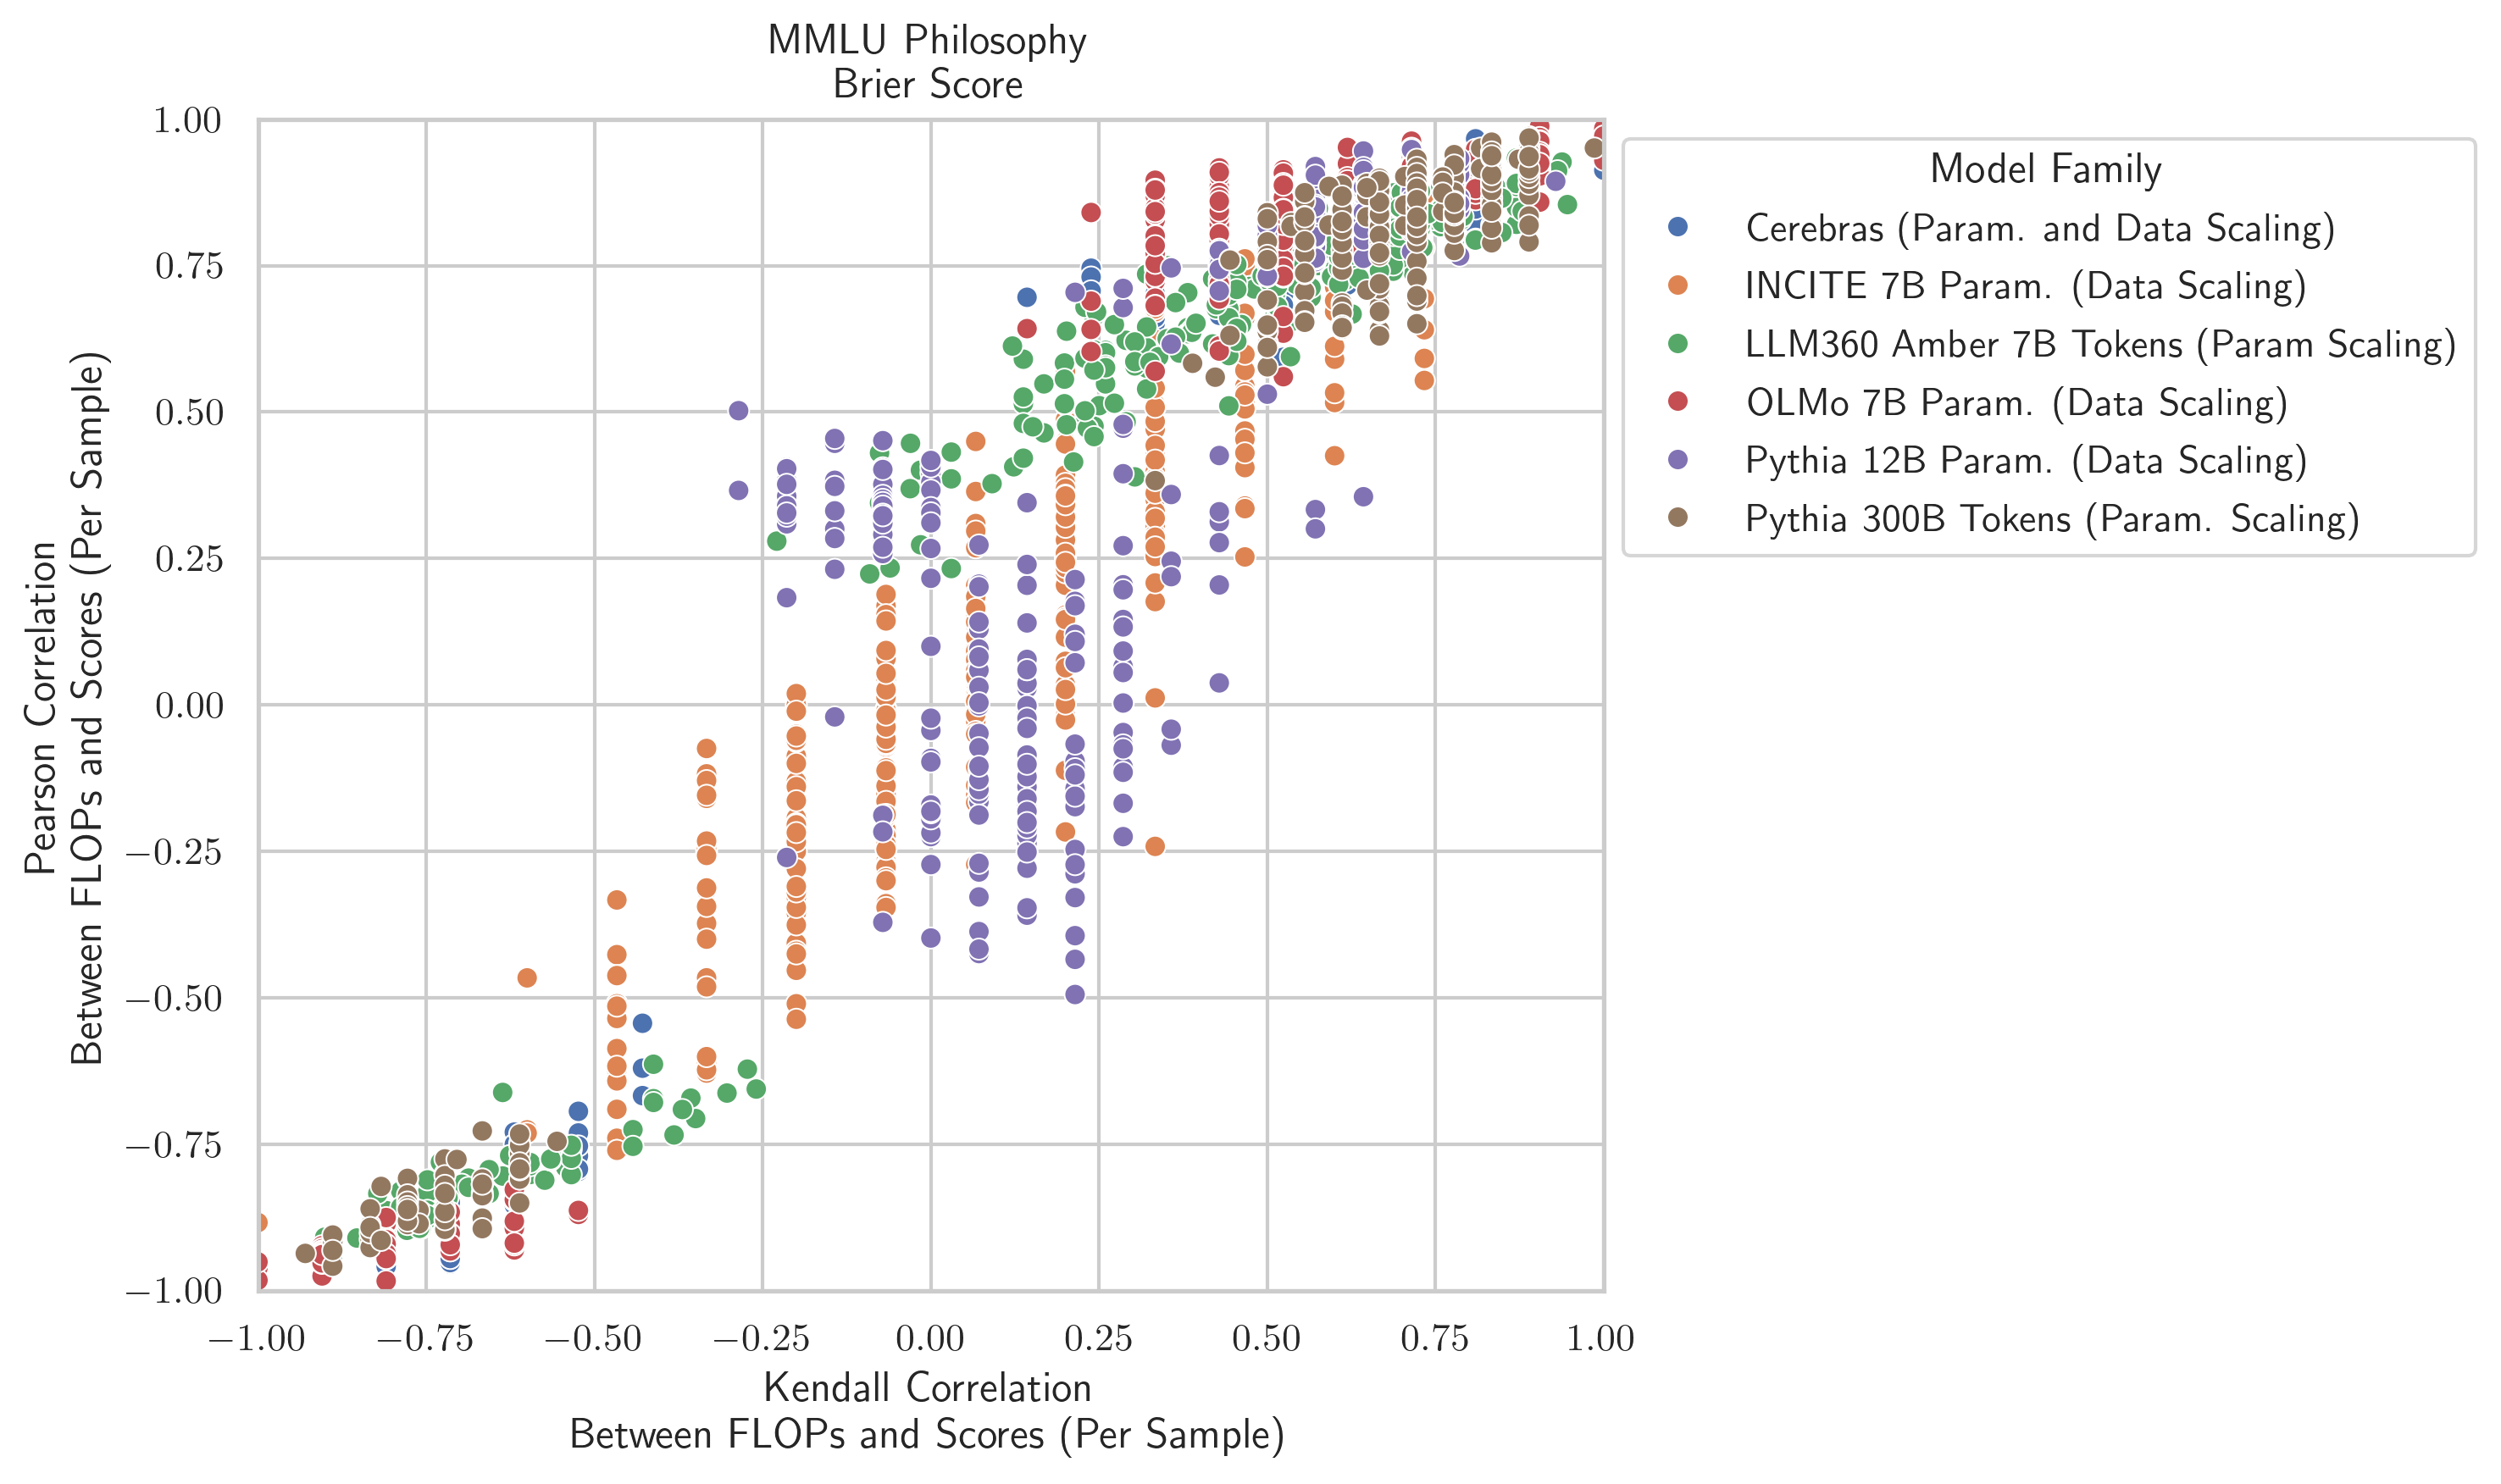 MMLU Philosophy
Brier Score
1.00
0.75
0.50
0.25
0.00
−0.25
−0.50
−0.75
−1.00
Pearson Correlation
Between FLOPs and Scores (Per Sample)
−1.00
−0.75
−0.50
−0.25
0.00
0.25
0.50
0.75
1.00
Kendall Correlation
Between FLOPs and Scores (Per Sample)
Model Family
Cerebras (Param. and Data Scaling)
INCITE 7B Param. (Data Scaling)
LLM360 Amber 7B Tokens (Param Scaling)
OLMo 7B Param. (Data Scaling)
Pythia 12B Param. (Data Scaling)
Pythia 300B Tokens (Param. Scaling)